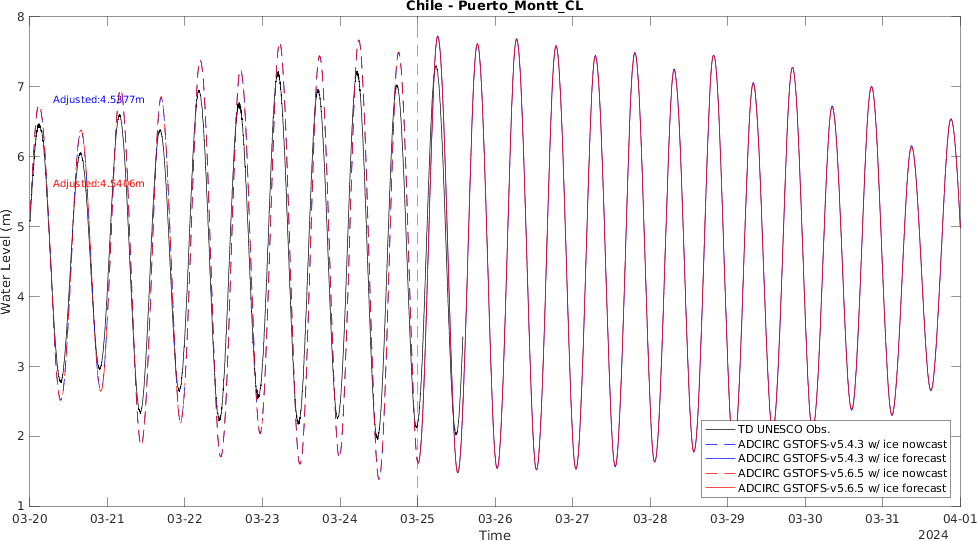 Chile - Puerto_Montt_CL
8
7
6
5
4
3
2
1
Water Level (m)
Adjusted:4.5377m
Adjusted:4.5406m
TD UNESCO Obs.
ADCIRC GSTOFS-v5.4.3 w/ ice nowcast
ADCIRC GSTOFS-v5.4.3 w/ ice forecast
ADCIRC GSTOFS-v5.6.5 w/ ice nowcast
ADCIRC GSTOFS-v5.6.5 w/ ice forecast
03-20 03-21 03-22 03-23 03-24 03-25 03-26 03-27 03-28 03-29 03-30 03-31 04-01
Time
2024